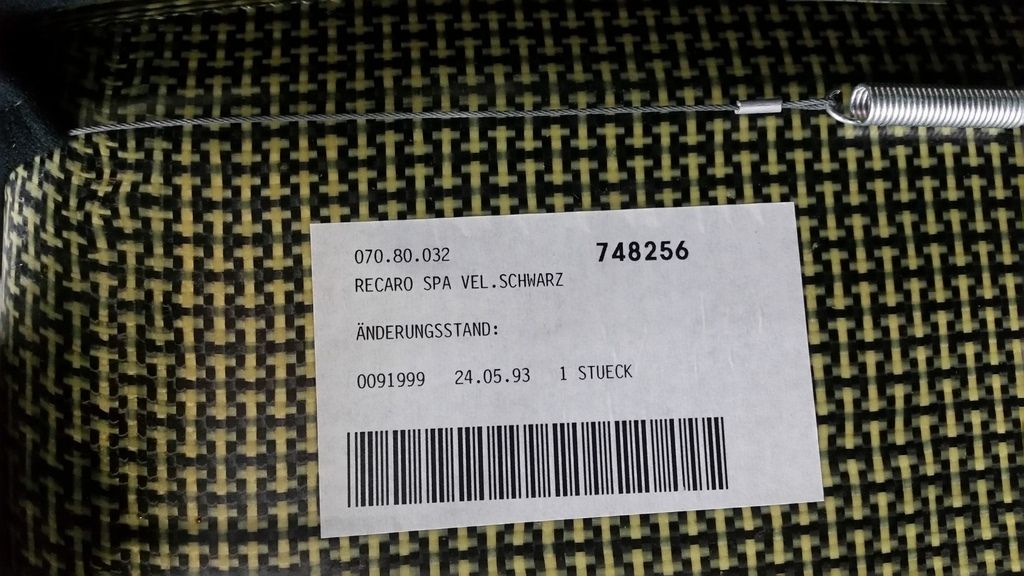 070.80.032 748256
RECARO SPA VEL.SCHWARZ
ÄNDERUNGSSTAND:
0091999 24.05.93 1 STUECK